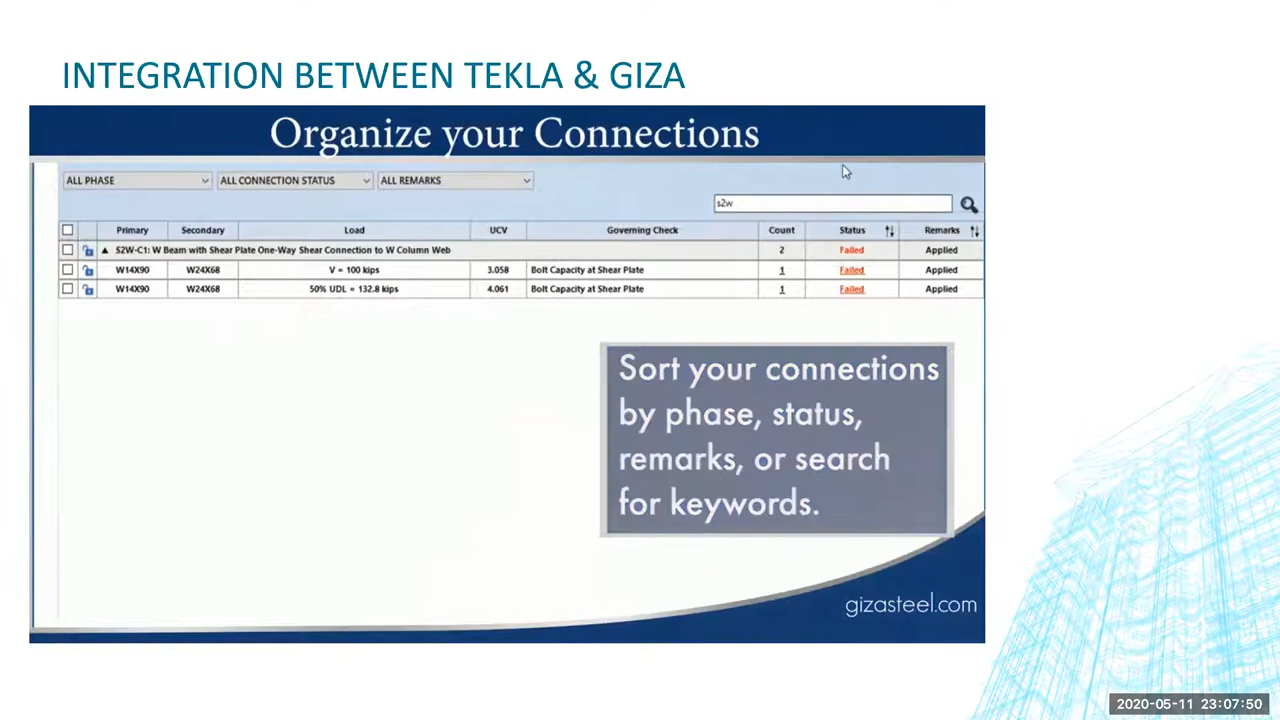 INTEGRATION BETWEEN TEKLA & GIZA
Organize your Connections
ALL PHASE ALL CONNECTION STATUS ALL REMARKS
s2w
Primary Secondary Load UCV Governing Check Count Status Remarks
S2W-C1: W Beam with Shear Plate One-Way Shear Connection to W Column Web 2 Failed Applied
W14X90 W24X68 V = 100 kips 3.058 Bolt Capacity at Shear Plate 1 Failed Applied
W14X90 W24X68 50% UDL = 132.8 kips 4.061 Bolt Capacity at Shear Plate 1 Failed Applied
Sort your connections
by phase, status,
remarks, or search
for keywords.
gizasteel.com
2020-05-11 23:07:50